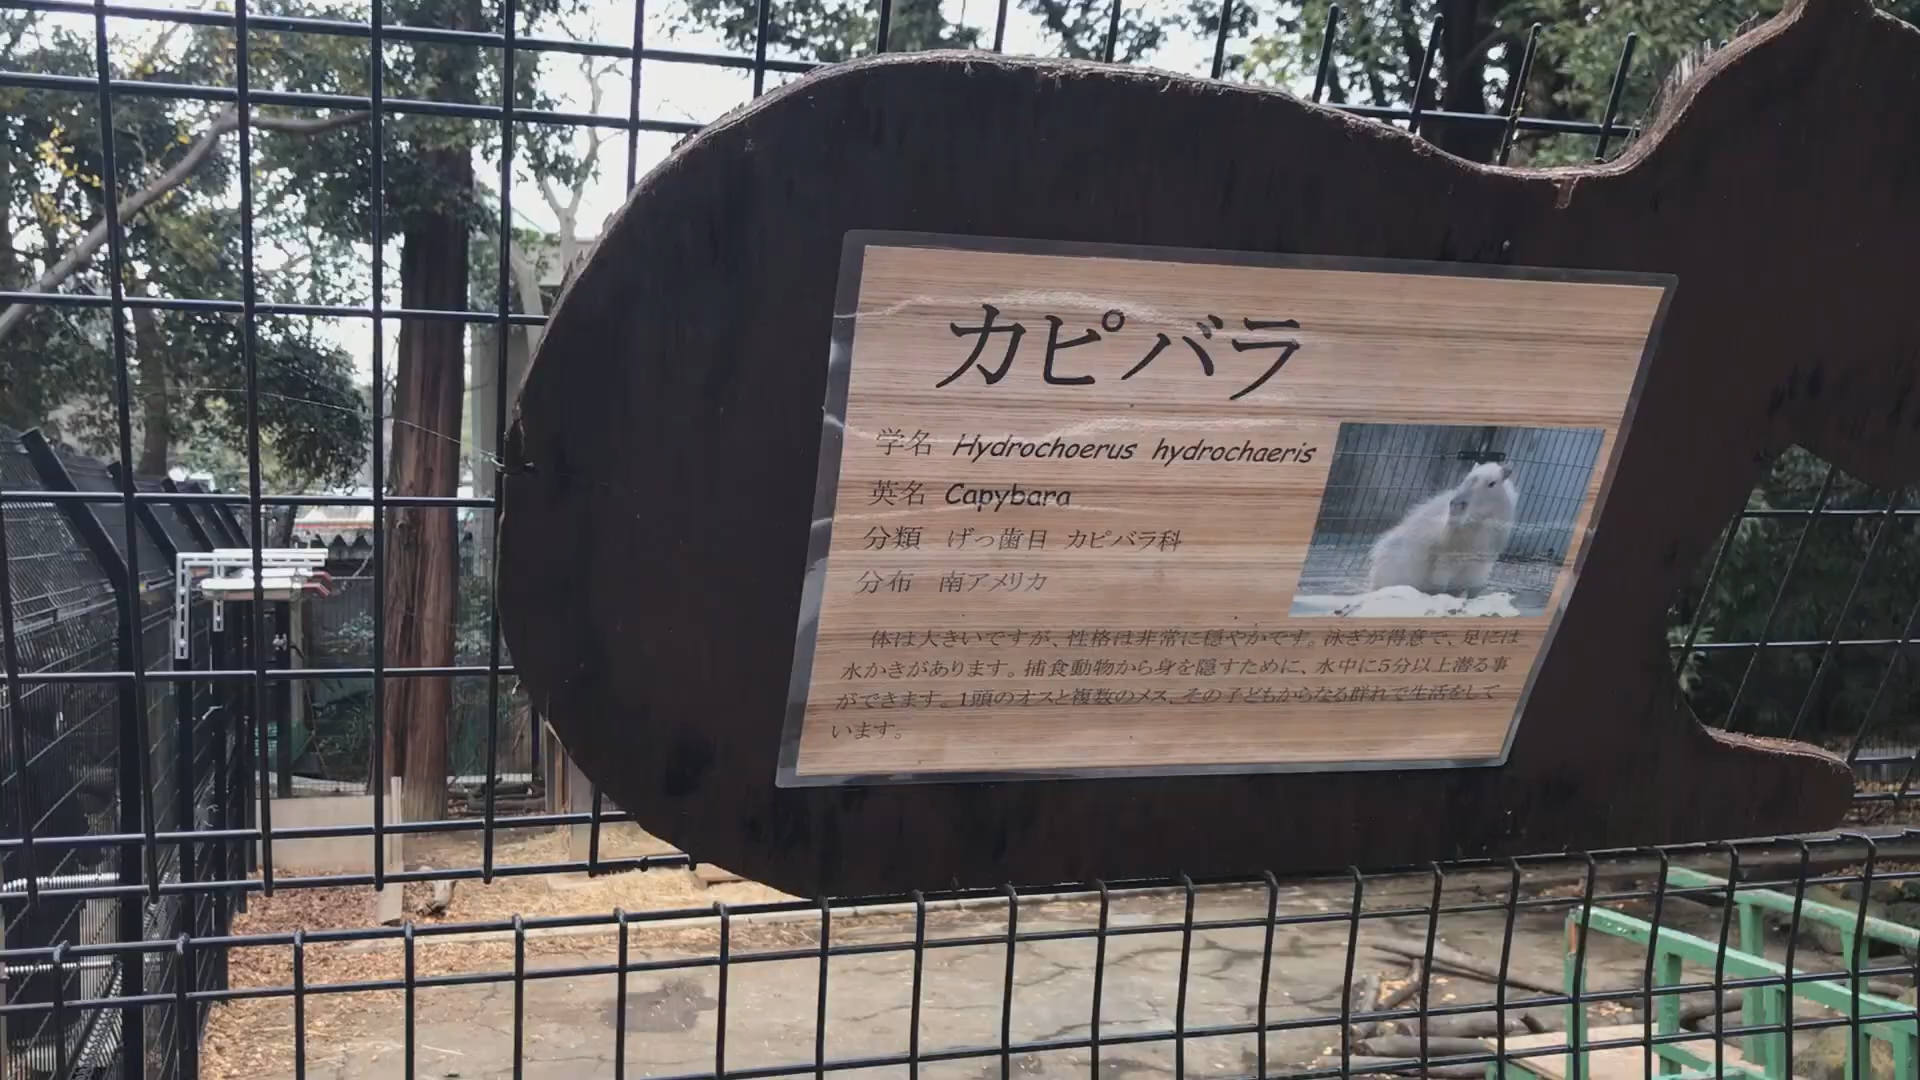 カピバラ
学名 Hydrochoerus hydrochaeris
英名 Capybara
分類 げっ歯目 カピバラ科
分布 南アメリカ
体は大きいですが、性格は非常に穏やかです。泳ぎが得意で、足には
水かきがあります。捕食動物から身を隠すために、水中に5分以上潜る事
ができます。1頭のオスと複数のメス、その子どもからなる群れで生活をして
います。